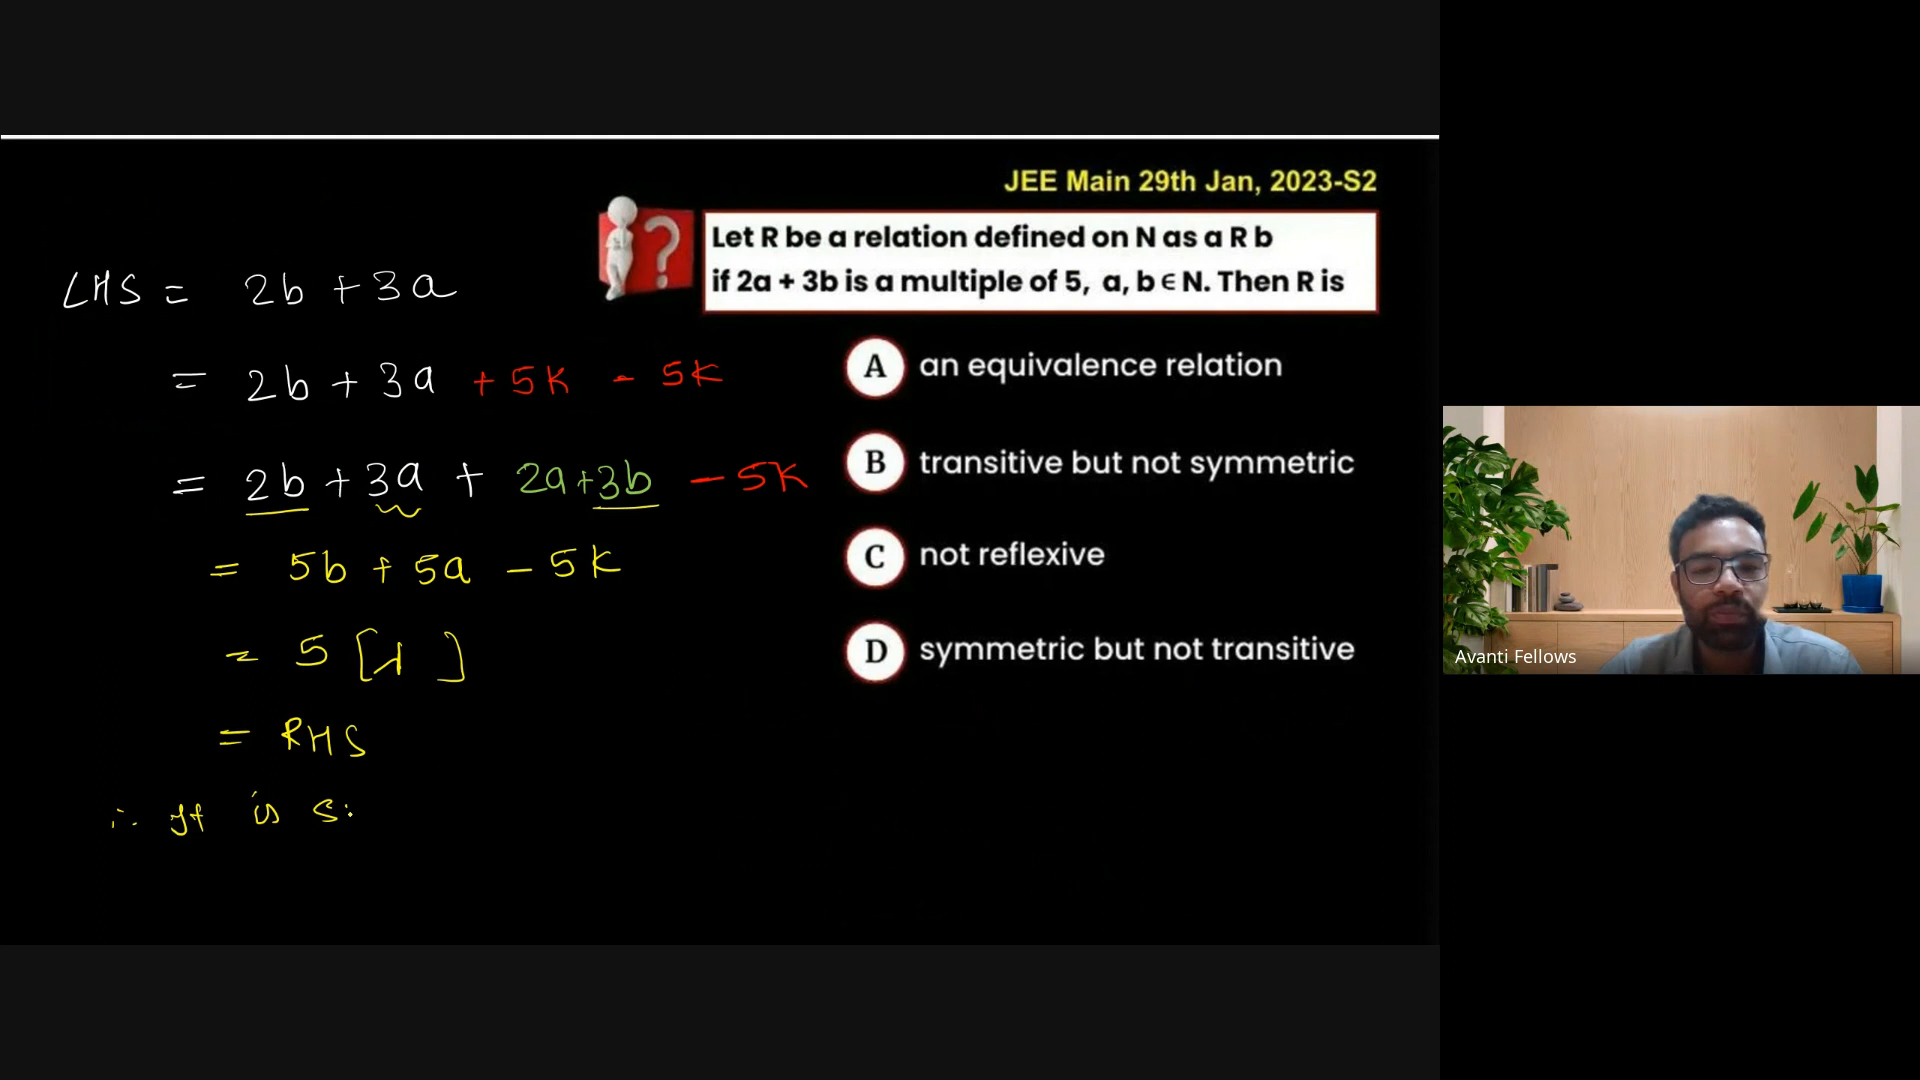 JEE Main 29th Jan, 2023-S2
Let R be a relation defined on N as a R b
if 2a + 3b is a multiple of 5, a, b ∈ N. Then R is
A an equivalence relation
B transitive but not symmetric
C not reflexive
D symmetric but not transitive
LHS = 2b + 3a
= 2b + 3a + 5k - 5k
= 2b + 3a + 2a+3b - 5k
= 5b + 5a - 5k
= 5 [λ ]
= RHS
∴ It is s:
Avanti Fellows